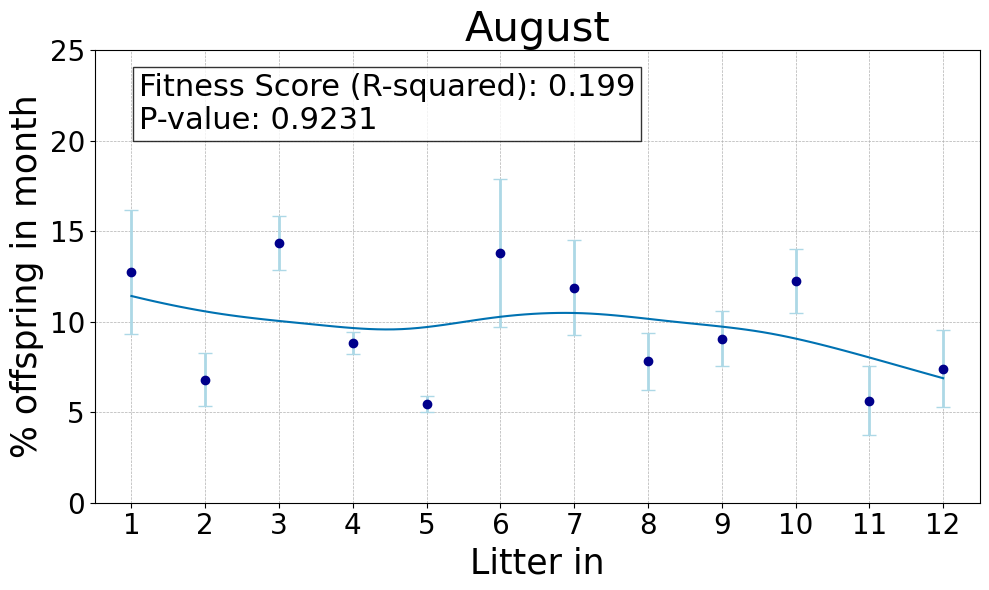 August
Fitness Score (R-squared): 0.199
P-value: 0.9231
% offspring in month
25
20
15
10
5
0
1 2 3 4 5 6 7 8 9 10 11 12
Litter in